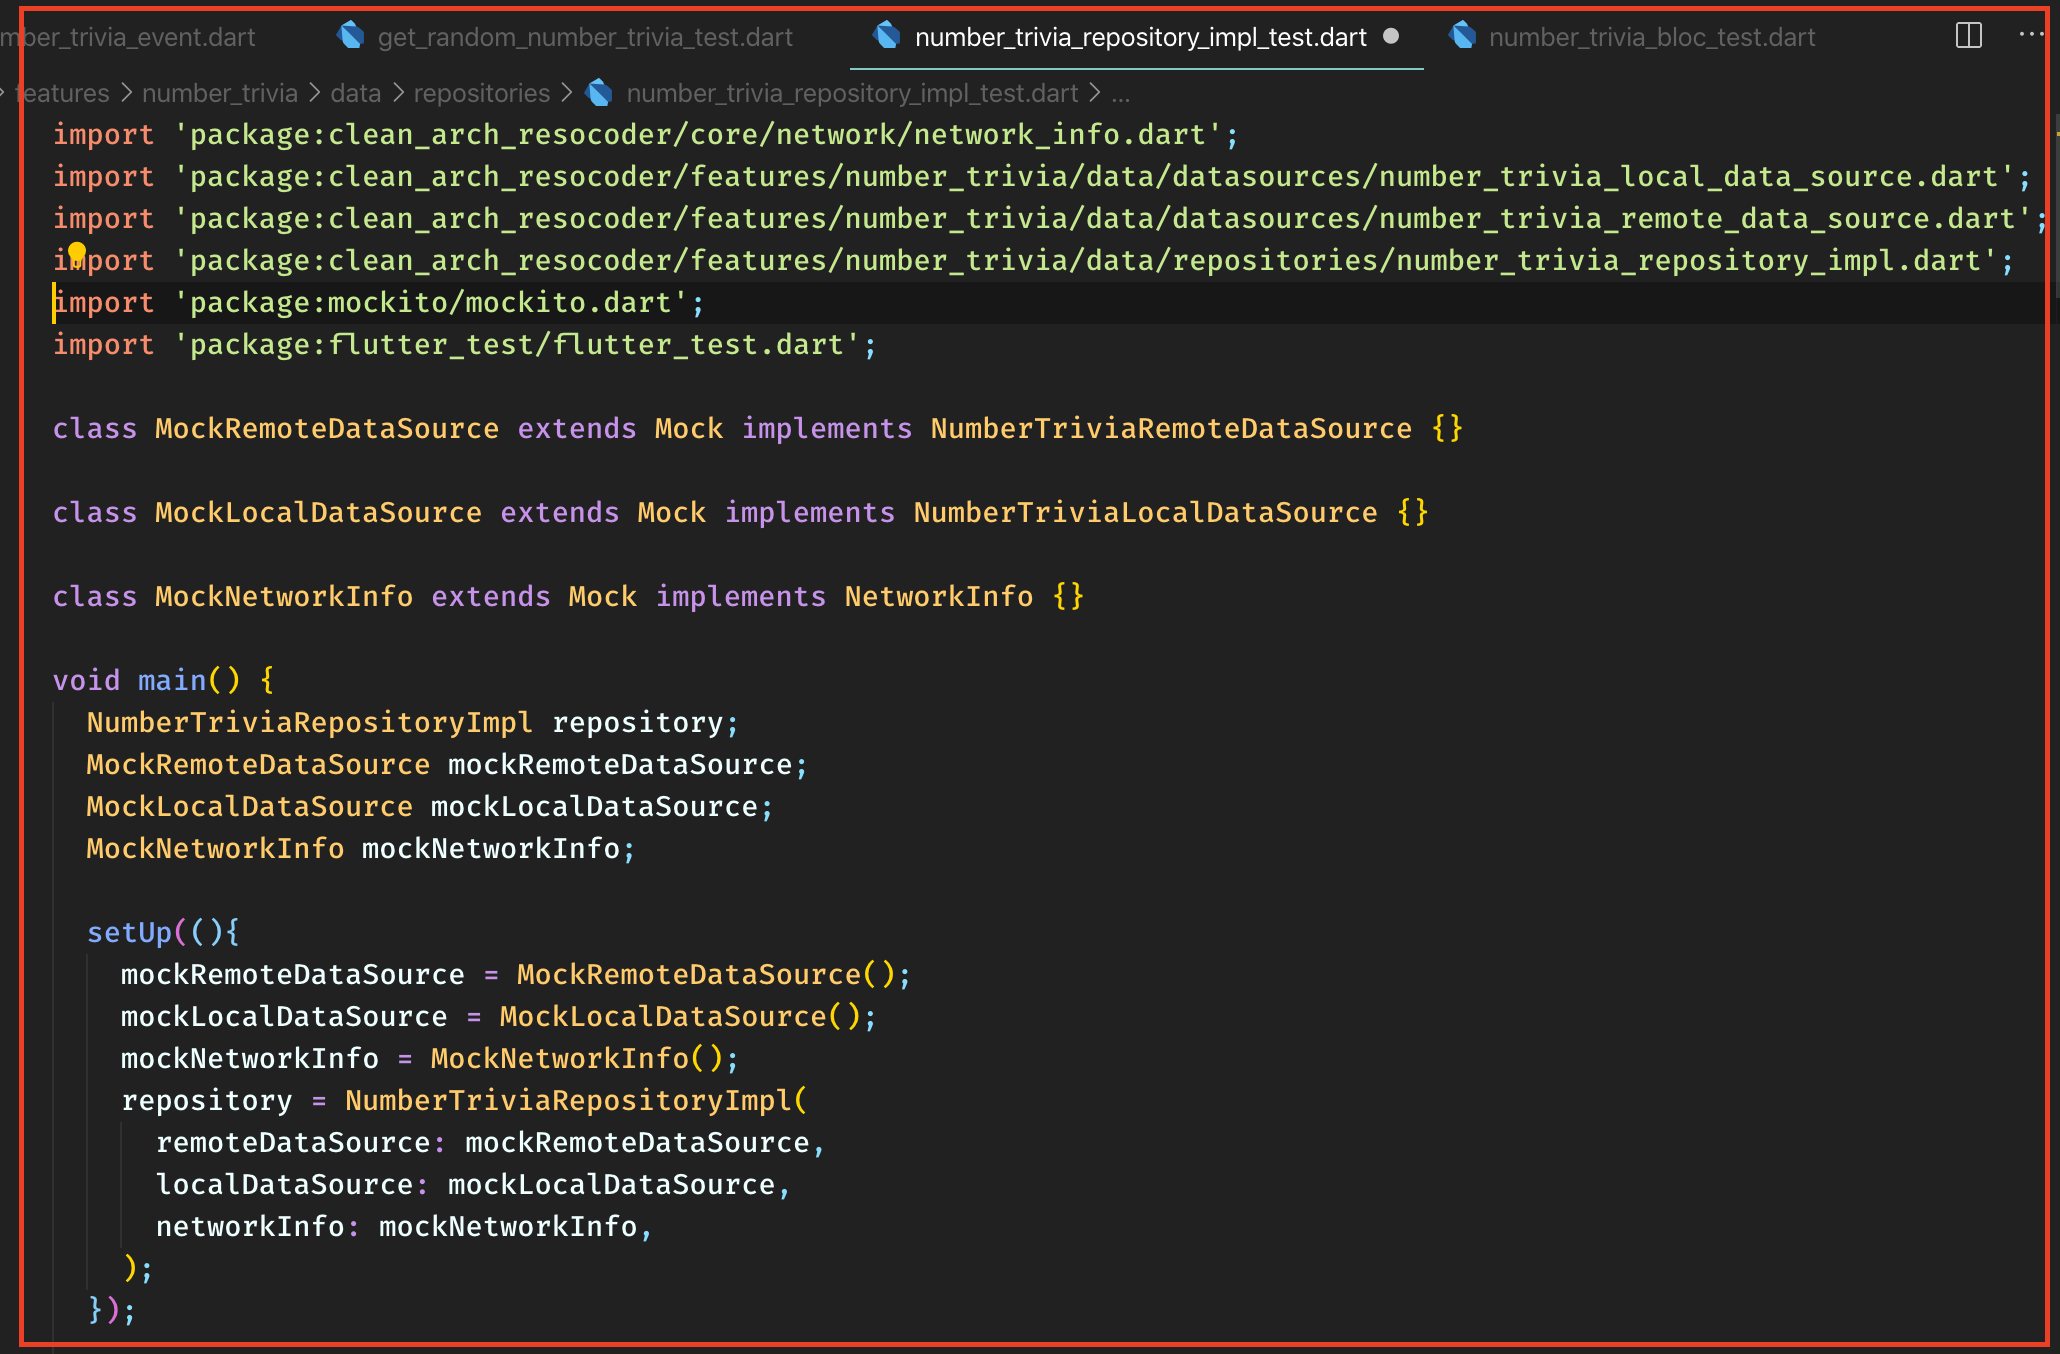 mber_trivia_event.dart get_random_number_trivia_test.dart number_trivia_repository_impl_test.dart number_trivia_bloc_test.dart ...
> features > number_trivia > data > repositories > number_trivia_repository_impl_test.dart > ...
import 'package:clean_arch_resocoder/core/network/network_info.dart';
import 'package:clean_arch_resocoder/features/number_trivia/data/datasources/number_trivia_local_data_source.dart';
import 'package:clean_arch_resocoder/features/number_trivia/data/datasources/number_trivia_remote_data_source.dart';
import 'package:clean_arch_resocoder/features/number_trivia/data/repositories/number_trivia_repository_impl.dart';
import 'package:mockito/mockito.dart';
import 'package:flutter_test/flutter_test.dart';
class MockRemoteDataSource extends Mock implements NumberTriviaRemoteDataSource {}
class MockLocalDataSource extends Mock implements NumberTriviaLocalDataSource {}
class MockNetworkInfo extends Mock implements NetworkInfo {}
void main() {
  NumberTriviaRepositoryImpl repository;
  MockRemoteDataSource mockRemoteDataSource;
  MockLocalDataSource mockLocalDataSource;
  MockNetworkInfo mockNetworkInfo;
  setUp((){
    mockRemoteDataSource = MockRemoteDataSource();
    mockLocalDataSource = MockLocalDataSource();
    mockNetworkInfo = MockNetworkInfo();
    repository = NumberTriviaRepositoryImpl(
      remoteDataSource: mockRemoteDataSource,
      localDataSource: mockLocalDataSource,
      networkInfo: mockNetworkInfo,
    );
  });